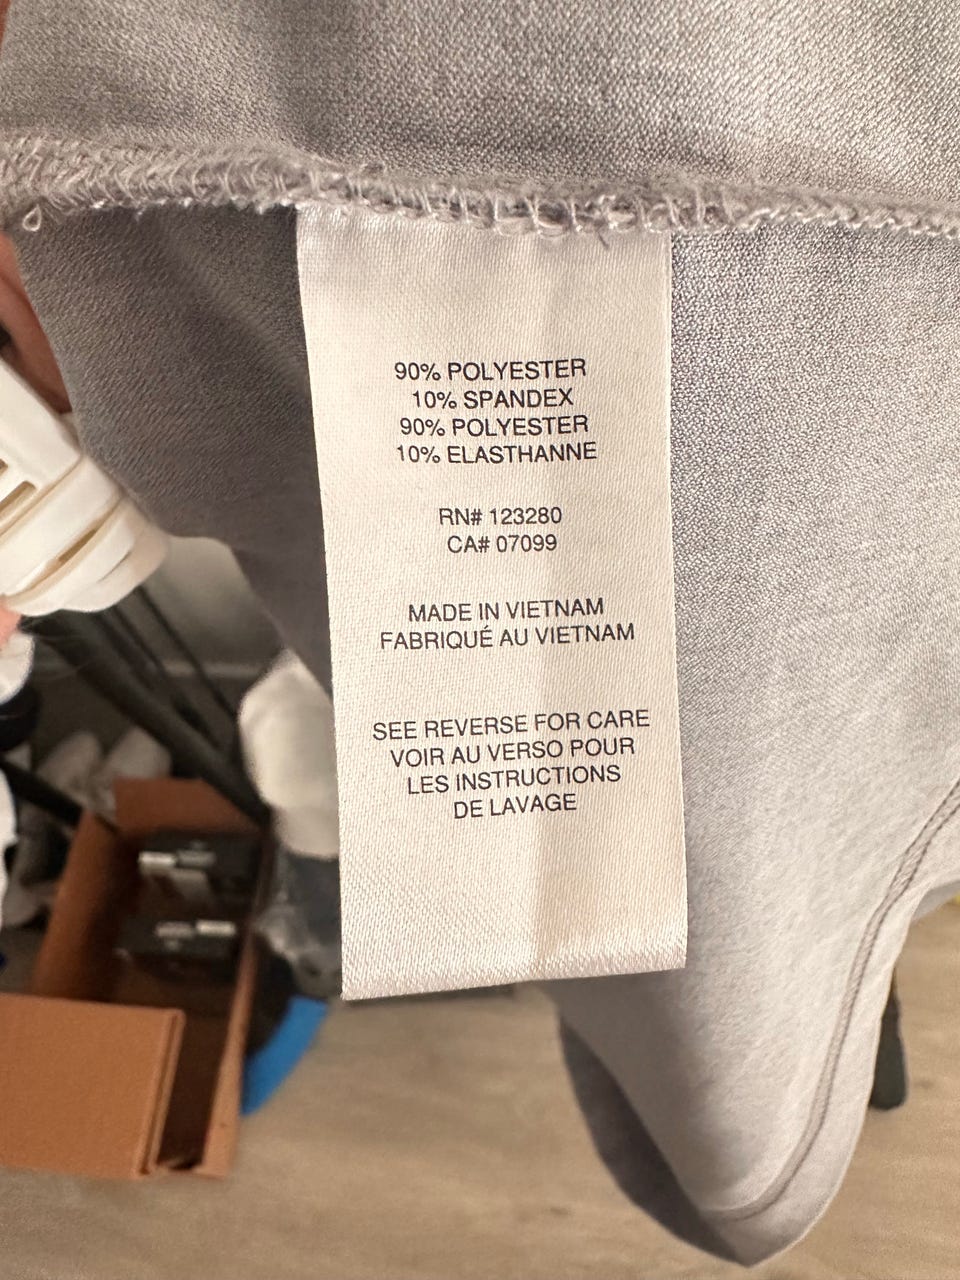 90% POLYESTER
10% SPANDEX
90% POLYESTER
10% ELASTHANNE
RN# 123280
CA# 07099
MADE IN VIETNAM
FABRIQUÉ AU VIETNAM
SEE REVERSE FOR CARE
VOIR AU VERSO POUR
LES INSTRUCTIONS
DE LAVAGE